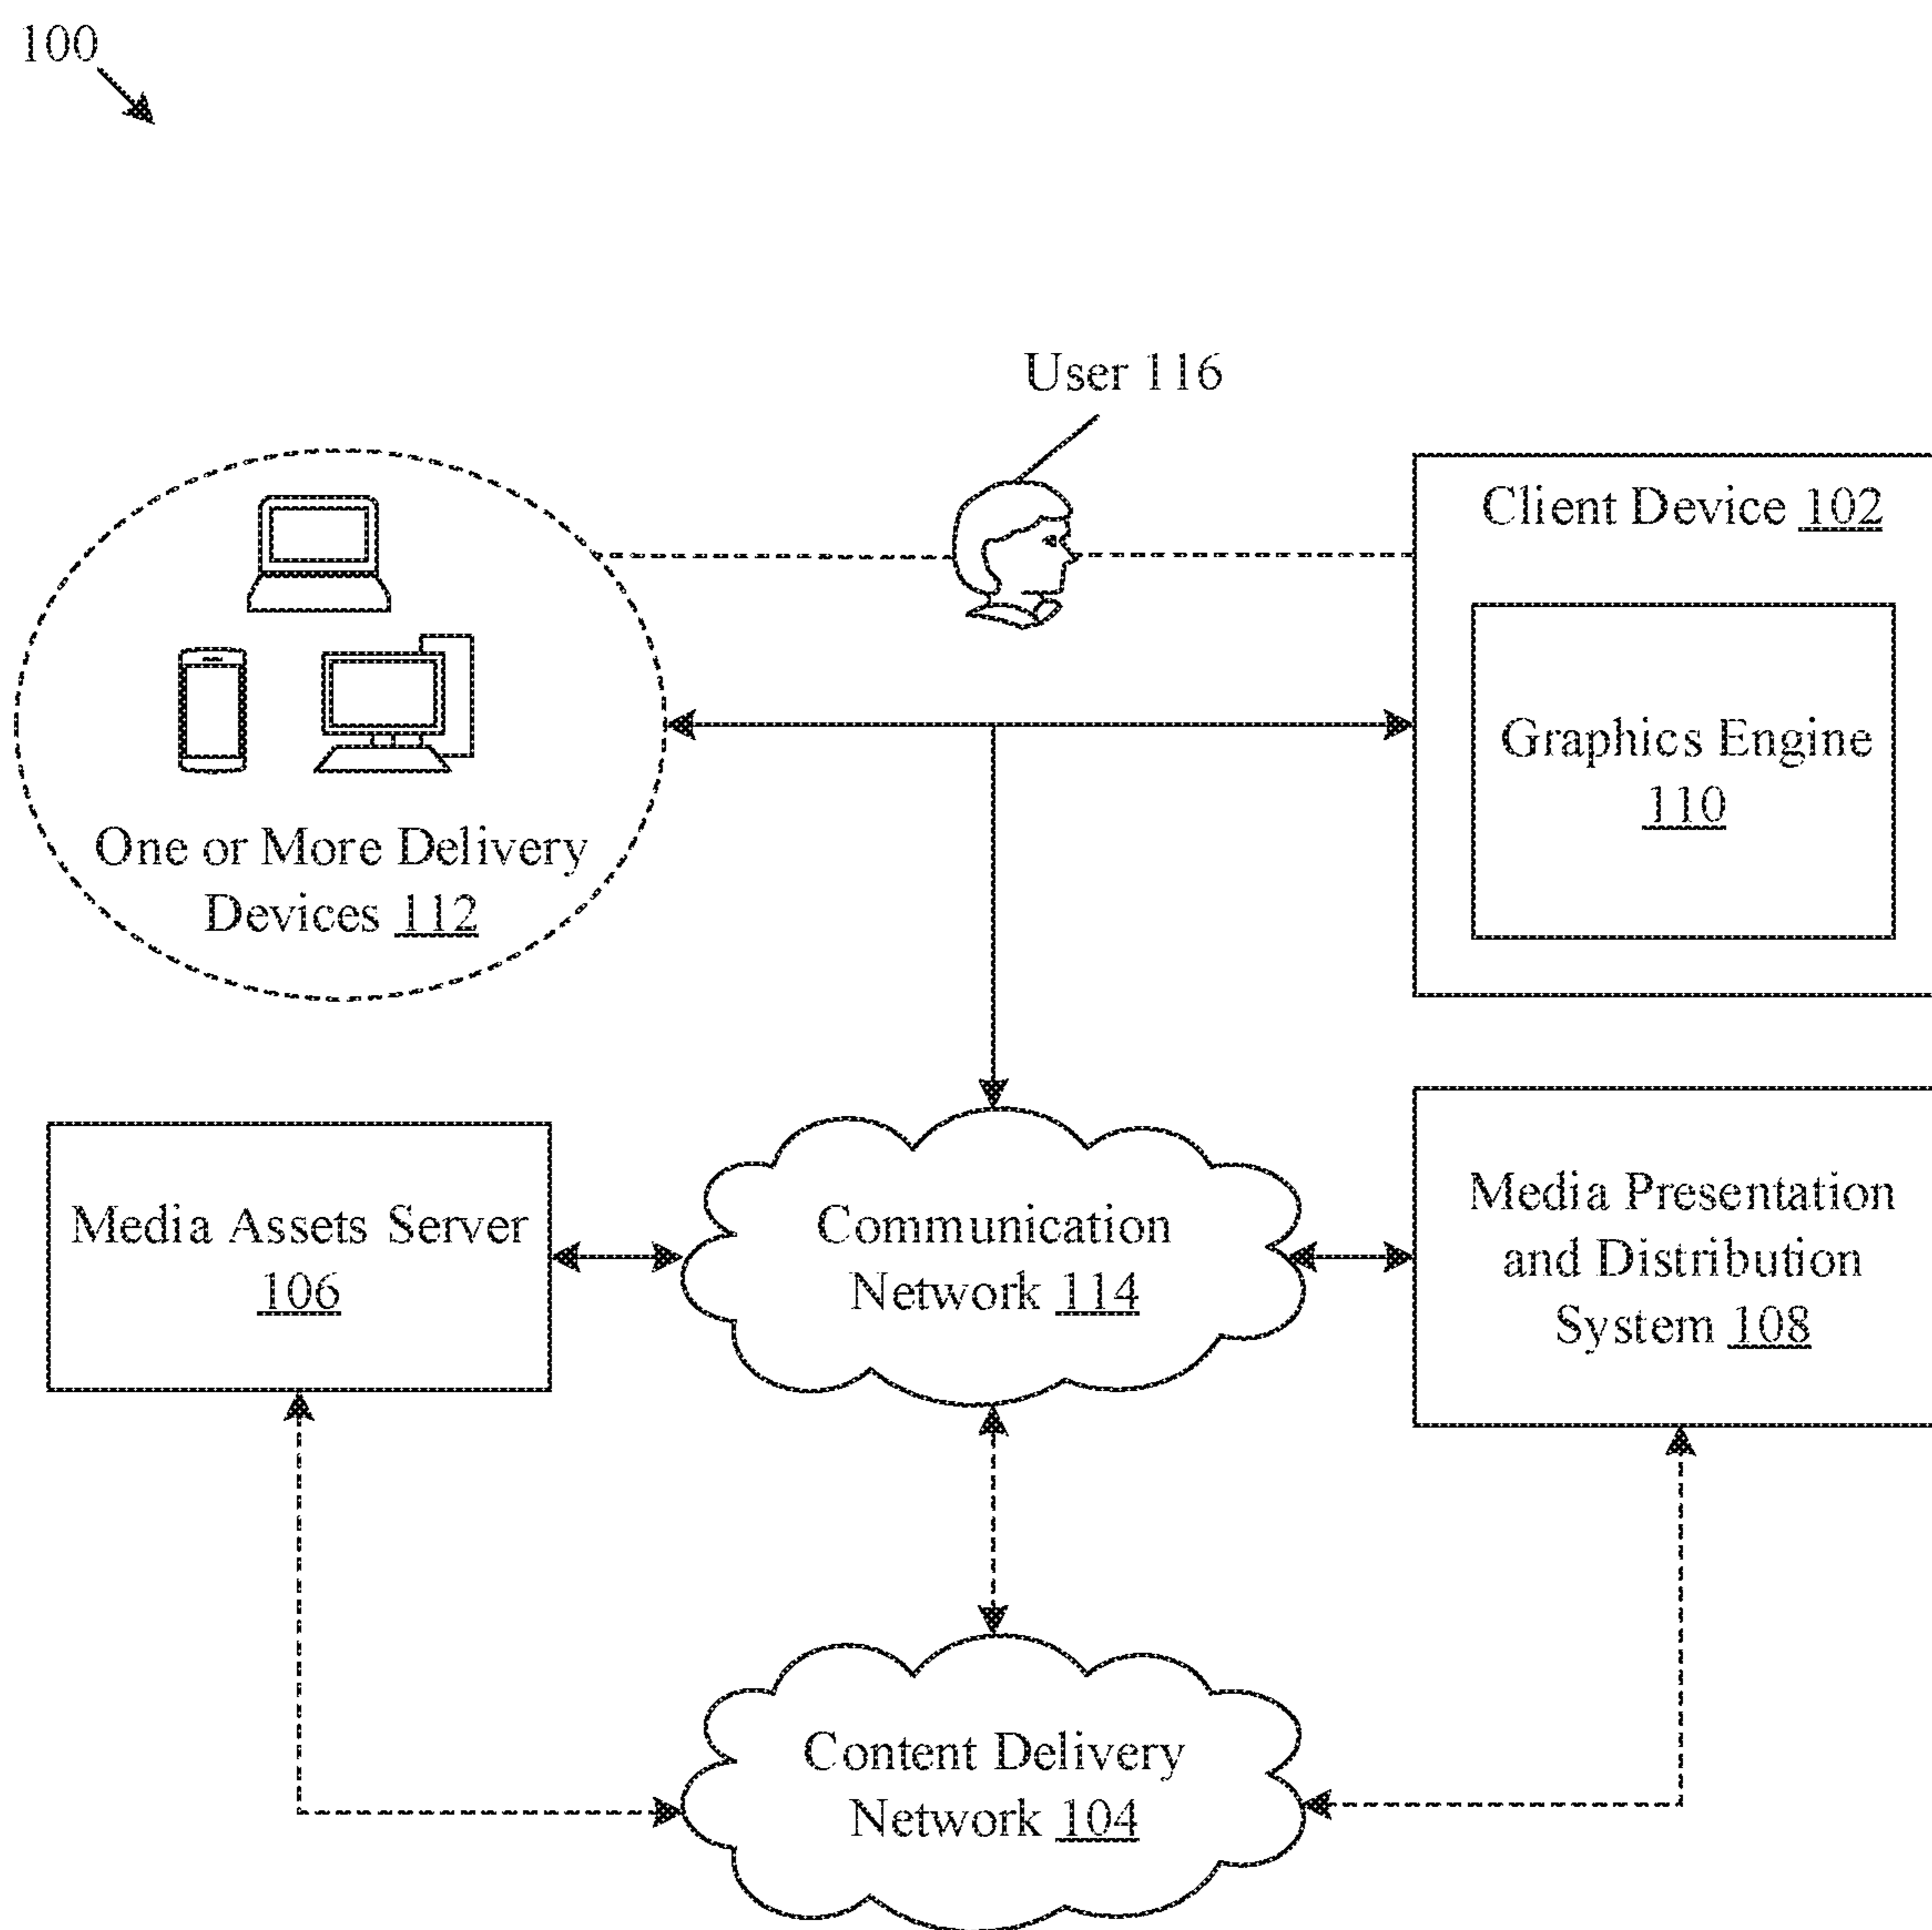 100
User 116
Client Device 102
Graphics Engine
110
One or More Delivery
Devices 112
Media Assets Server
106
Communication
Network 114
Media Presentation
and Distribution
System 108
Content Delivery
Network 104